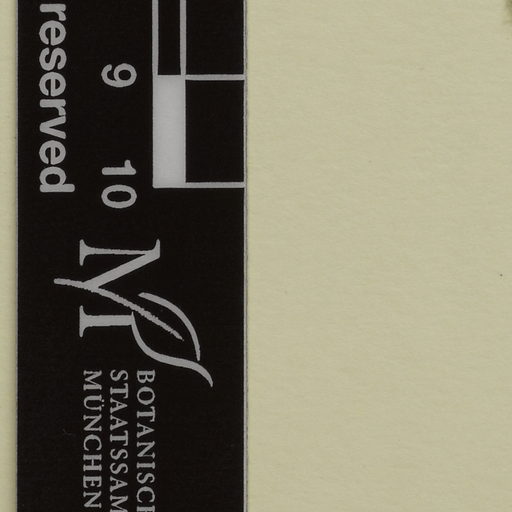 9 10
reserved
M
BOTANISC
STAATSSAM
MÜNCHEN